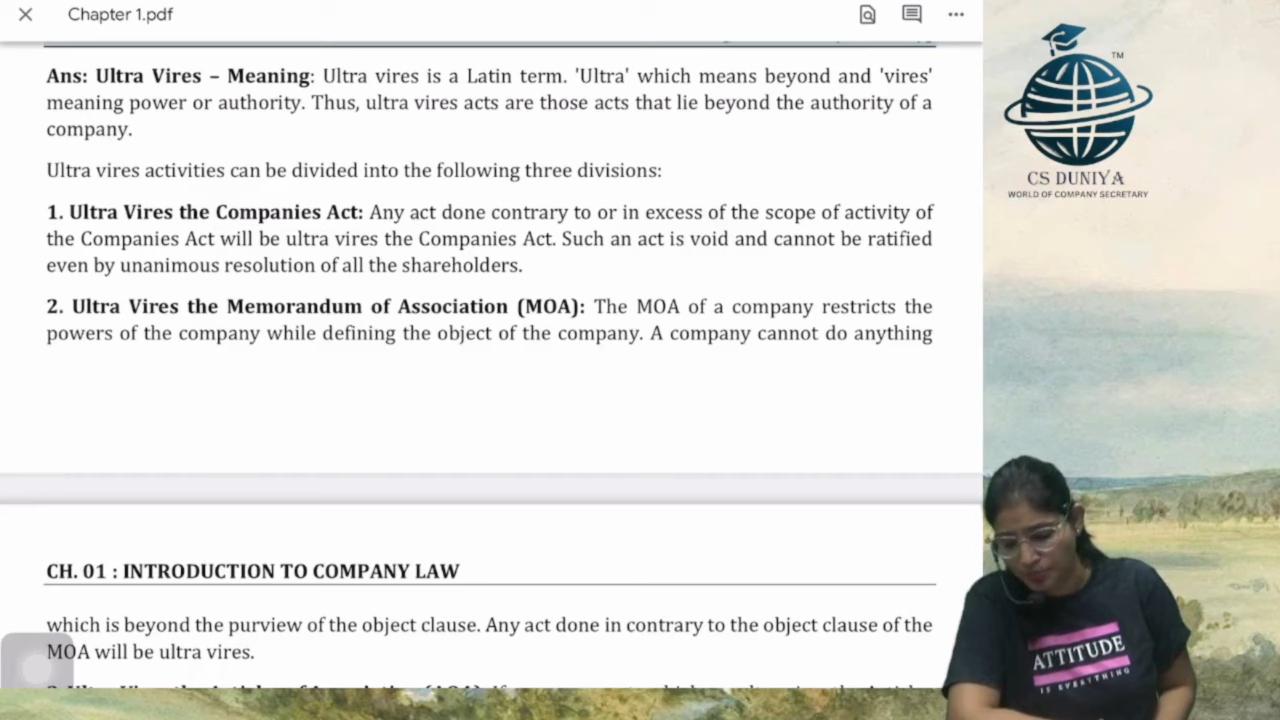 Chapter 1.pdf
Ans: Ultra Vires – Meaning: Ultra vires is a Latin term. 'Ultra' which means beyond and 'vires'
meaning power or authority. Thus, ultra vires acts are those acts that lie beyond the authority of a
company.
Ultra vires activities can be divided into the following three divisions:
1. Ultra Vires the Companies Act: Any act done contrary to or in excess of the scope of activity of
the Companies Act will be ultra vires the Companies Act. Such an act is void and cannot be ratified
even by unanimous resolution of all the shareholders.
2. Ultra Vires the Memorandum of Association (MOA): The MOA of a company restricts the
powers of the company while defining the object of the company. A company cannot do anything
CH. 01 : INTRODUCTION TO COMPANY LAW
which is beyond the purview of the object clause. Any act done in contrary to the object clause of the
MOA will be ultra vires.
TM
CS DUNIYA
WORLD OF COMPANY SECRETARY
ATTITUDE
IS EVERYTHING